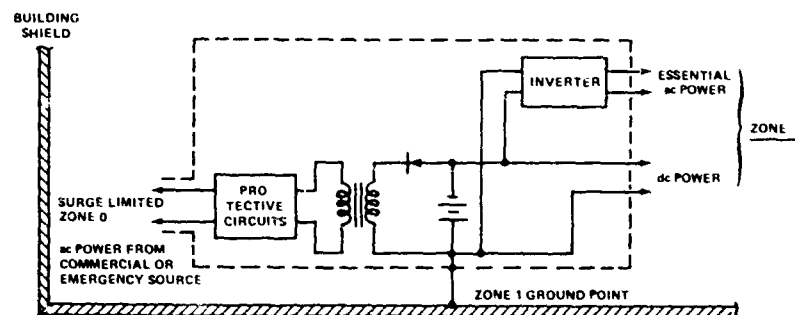 BUILDING
SHIELD
INVERTER
ESSENTIAL
ac POWER
ZONE
dc POWER
PRO
TECTIVE
CIRCUITS
SURGE LIMITED
ZONE 0
ac POWER FROM
COMMERCIAL OR
EMERGENCY SOURCE
ZONE 1 GROUND POINT